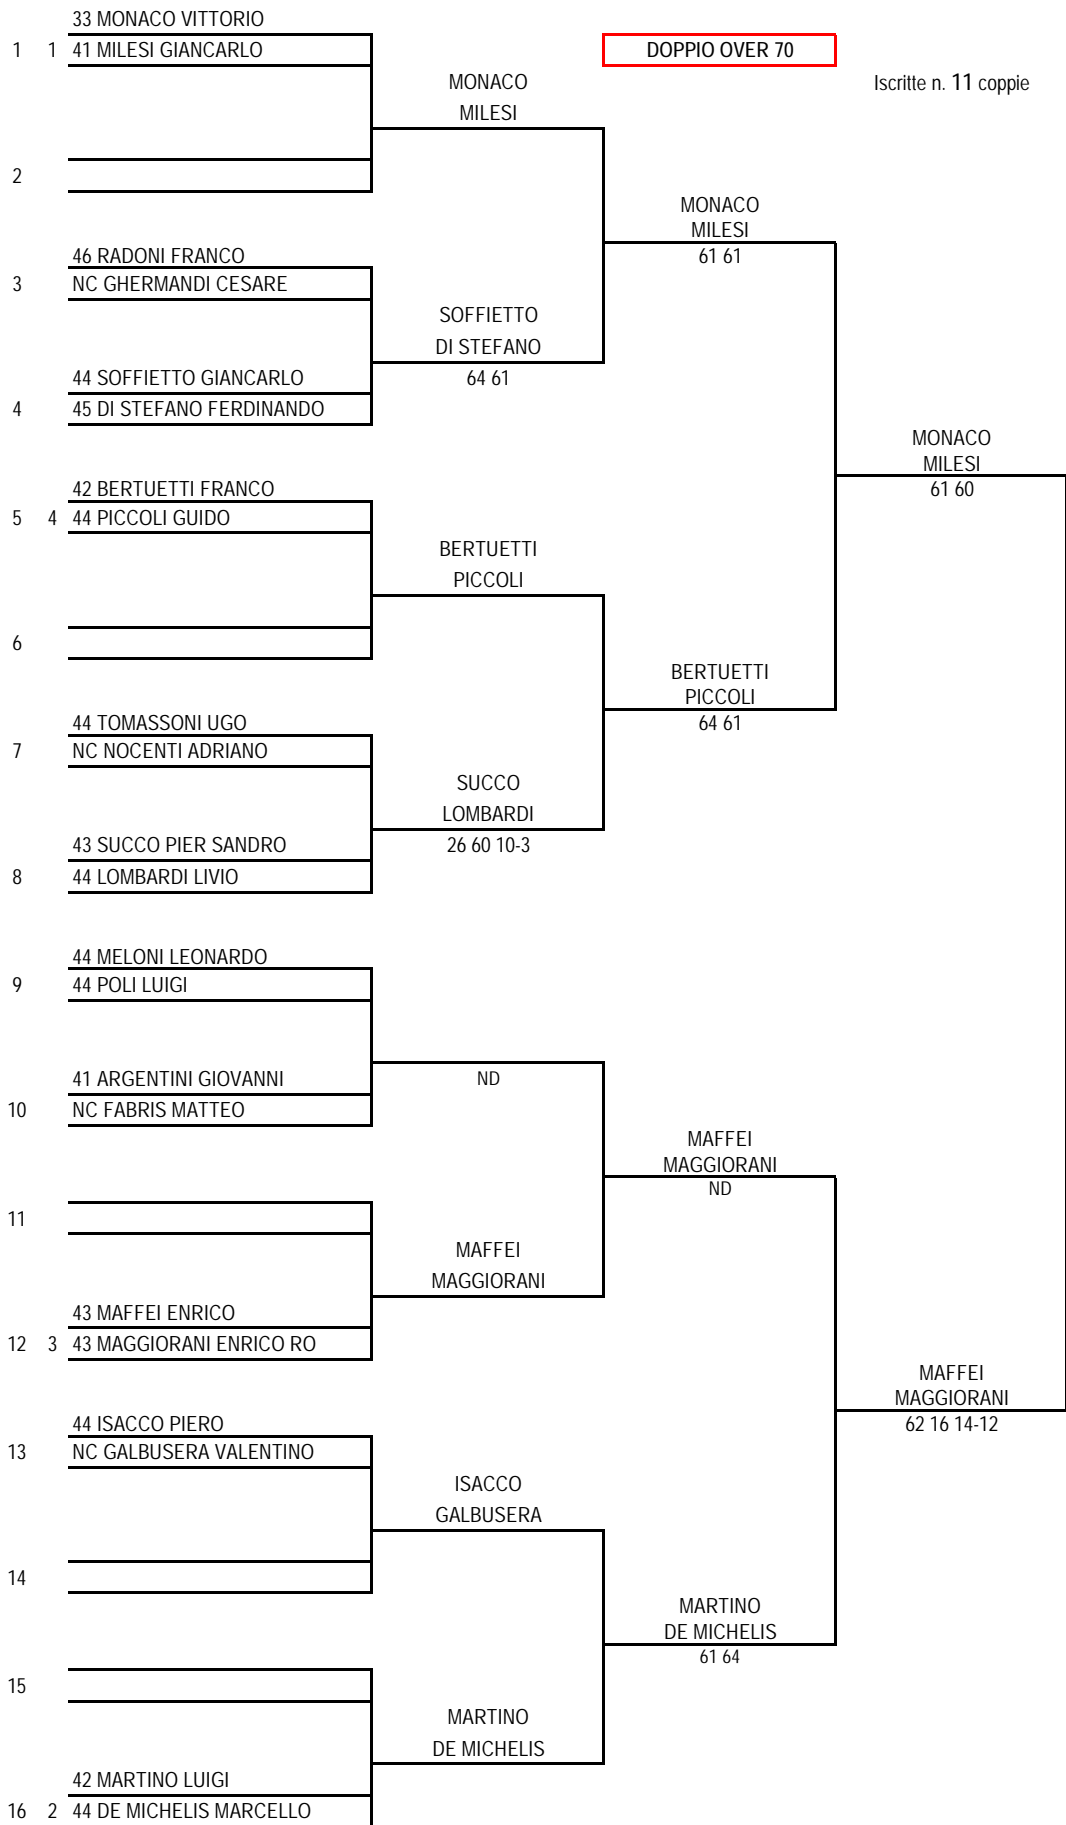 33 MONACO VITTORIO
1 1 41 MILESI GIANCARLO
DOPPIO OVER 70
Iscritte n. 11 coppie
MONACO
MILESI
2
MONACO
MILESI
61 61
46 RADONI FRANCO
3 NC GHERMANDI CESARE
SOFFIETTO
DI STEFANO
64 61
44 SOFFIETTO GIANCARLO
4 45 DI STEFANO FERDINANDO
MONACO
MILESI
61 60
42 BERTUETTI FRANCO
5 4 44 PICCOLI GUIDO
BERTUETTI
PICCOLI
6
BERTUETTI
PICCOLI
64 61
44 TOMASSONI UGO
7 NC NOCENTI ADRIANO
SUCCO
LOMBARDI
26 60 10-3
43 SUCCO PIER SANDRO
8 44 LOMBARDI LIVIO
44 MELONI LEONARDO
9 44 POLI LUIGI
ND
41 ARGENTINI GIOVANNI
10 NC FABRIS MATTEO
MAFFEI
MAGGIORANI
ND
11
MAFFEI
MAGGIORANI
43 MAFFEI ENRICO
12 3 43 MAGGIORANI ENRICO RO
MAFFEI
MAGGIORANI
62 16 14-12
44 ISACCO PIERO
13 NC GALBUSERA VALENTINO
ISACCO
GALBUSERA
14
MARTINO
DE MICHELIS
61 64
15
MARTINO
DE MICHELIS
42 MARTINO LUIGI
16 2 44 DE MICHELIS MARCELLO